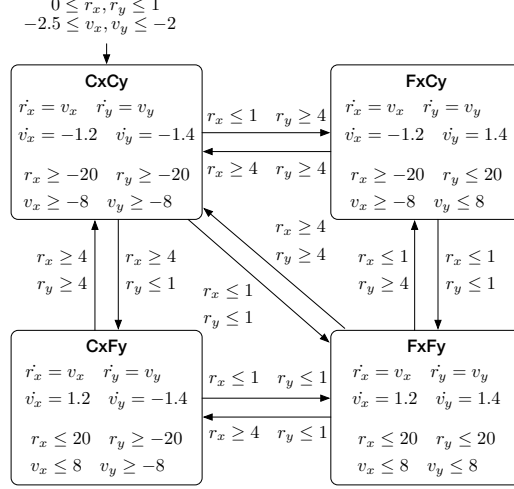 0 ≤ r_x, r_y ≤ 1
−2.5 ≤ v_x, v_y ≤ −2
CxCy
ṙ_x = v_x ṙ_y = v_y
v̇_x = −1.2 v̇_y = −1.4
r_x ≥ −20 r_y ≥ −20
v_x ≥ −8 v_y ≥ −8
r_x ≤ 1 r_y ≥ 4
r_x ≥ 4 r_y ≥ 4
FxCy
ṙ_x = v_x ṙ_y = v_y
v̇_x = −1.2 v̇_y = 1.4
r_x ≥ −20 r_y ≤ 20
v_x ≥ −8 v_y ≤ 8
r_x ≥ 4
r_y ≥ 4
r_x ≥ 4
r_y ≤ 1
r_x ≤ 1
r_y ≤ 1
r_x ≥ 4
r_y ≥ 4
r_x ≤ 1
r_y ≥ 4
r_x ≤ 1
r_y ≤ 1
CxFy
ṙ_x = v_x ṙ_y = v_y
v̇_x = 1.2 v̇_y = −1.4
r_x ≤ 20 r_y ≥ −20
v_x ≤ 8 v_y ≥ −8
r_x ≤ 1 r_y ≤ 1
r_x ≥ 4 r_y ≤ 1
FxFy
ṙ_x = v_x ṙ_y = v_y
v̇_x = 1.2 v̇_y = 1.4
r_x ≤ 20 r_y ≤ 20
v_x ≤ 8 v_y ≤ 8